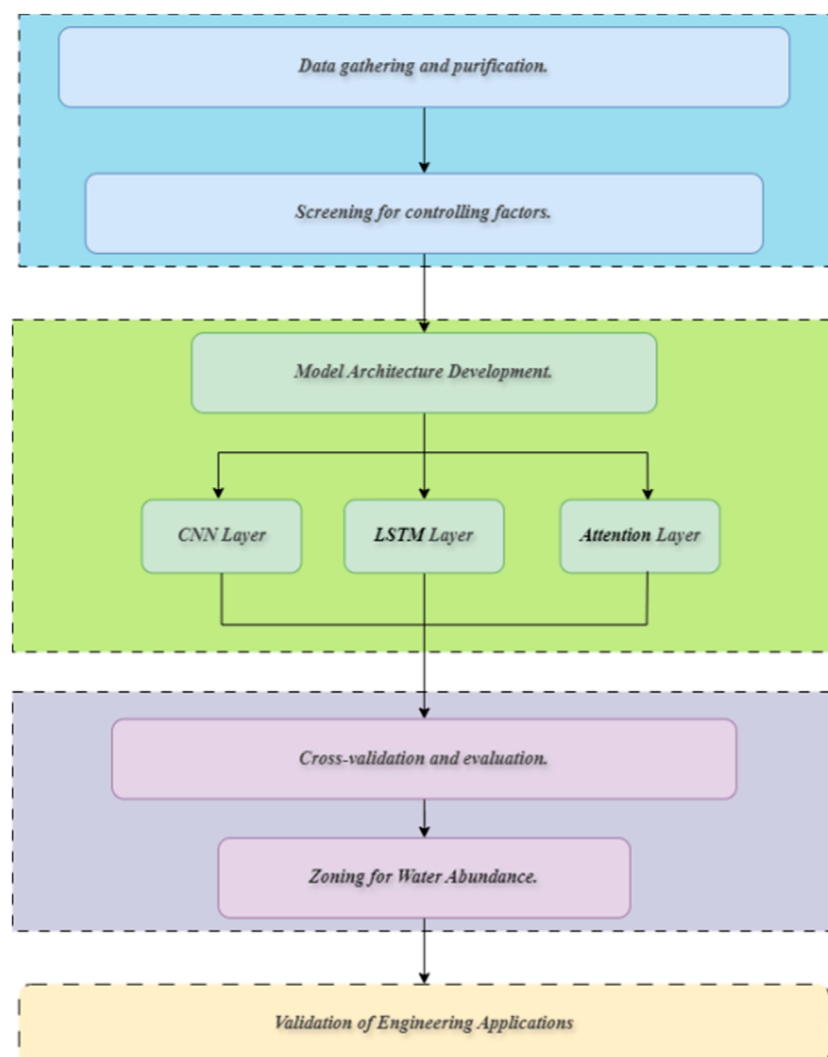 Data gathering and purification.
Screening for controlling factors.
Model Architecture Development.
CNN Layer
LSTM Layer
Attention Layer
Cross-validation and evaluation.
Zoning for Water Abundance.
Validation of Engineering Applications